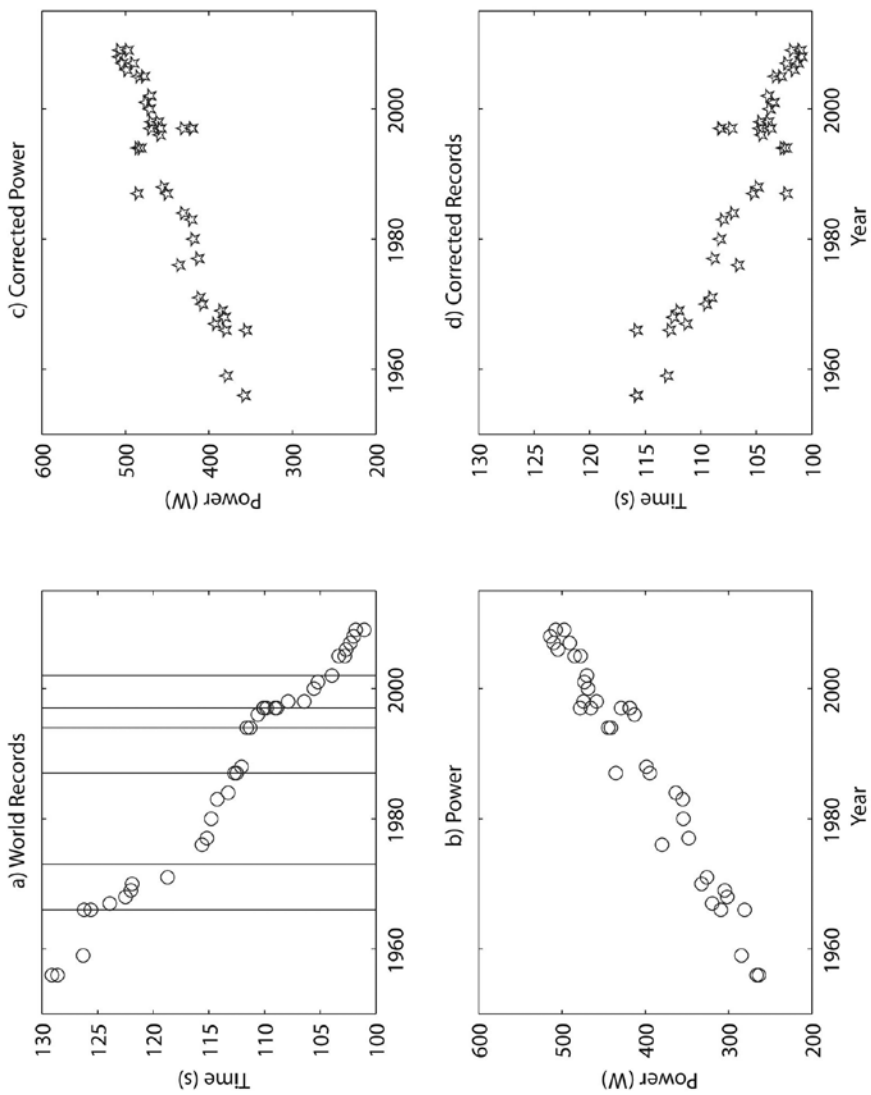 a) World Records
Time (s)
130
125
120
115
110
105
100
1960 1980 2000
b) Power
Power (W)
600
500
400
300
200
1960 1980 2000
Year
c) Corrected Power
Power (W)
600
500
400
300
200
1960 1980 2000
d) Corrected Records
Time (s)
130
125
120
115
110
105
100
1960 1980 2000
Year